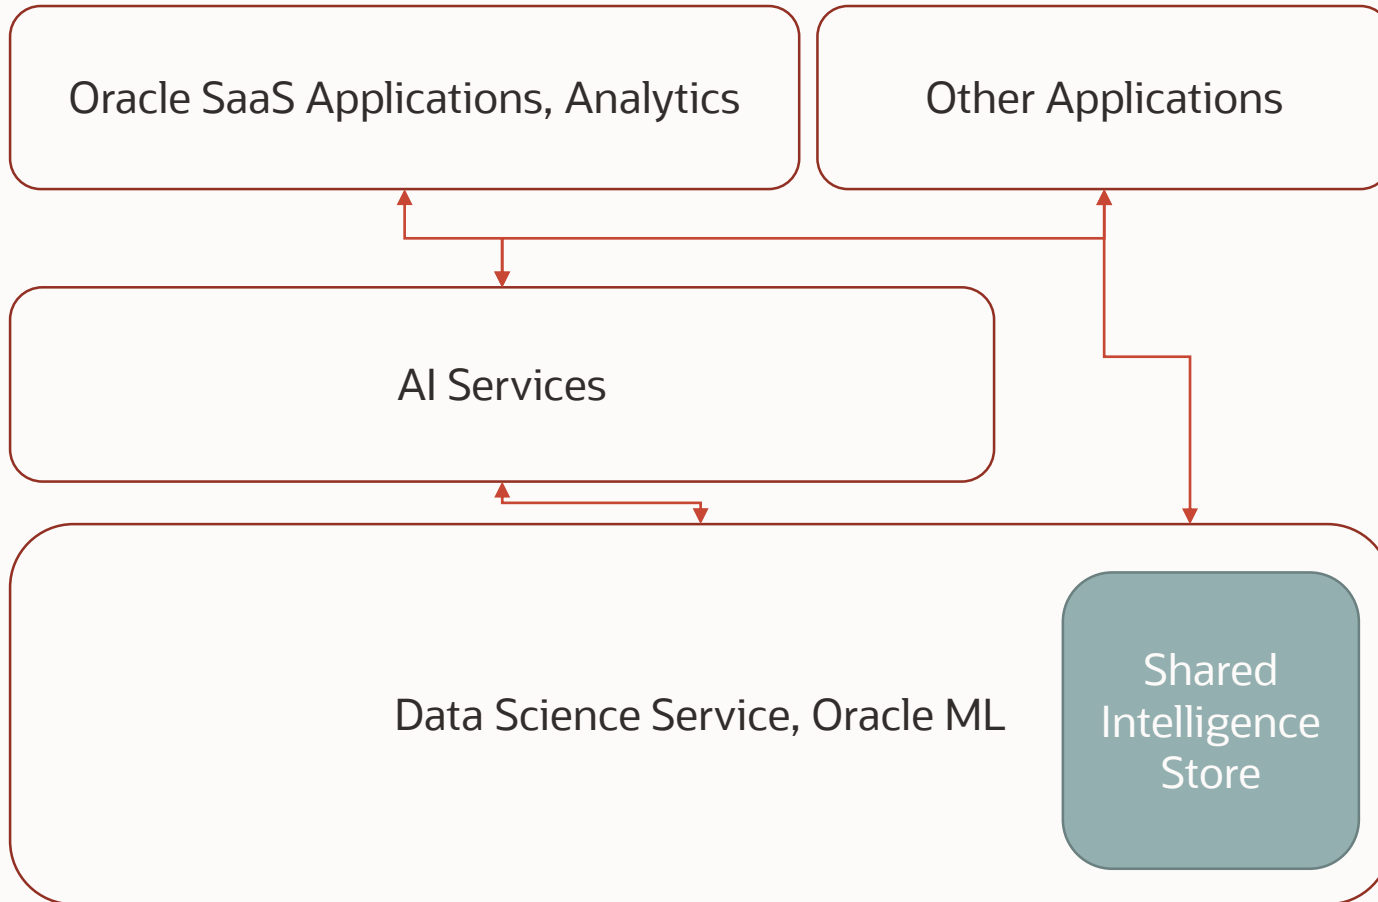 Oracle SaaS Applications, Analytics
Other Applications
AI Services
Data Science Service, Oracle ML
Shared
Intelligence
Store